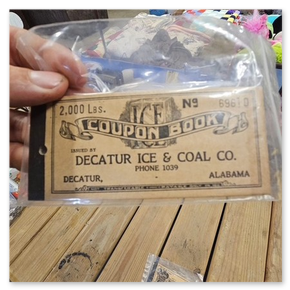 2,000 Lbs. ICE No
COUPON BOOK
ISSUED BY
DECATUR ICE & COAL CO.
PHONE 1039
DECATUR, ALABAMA